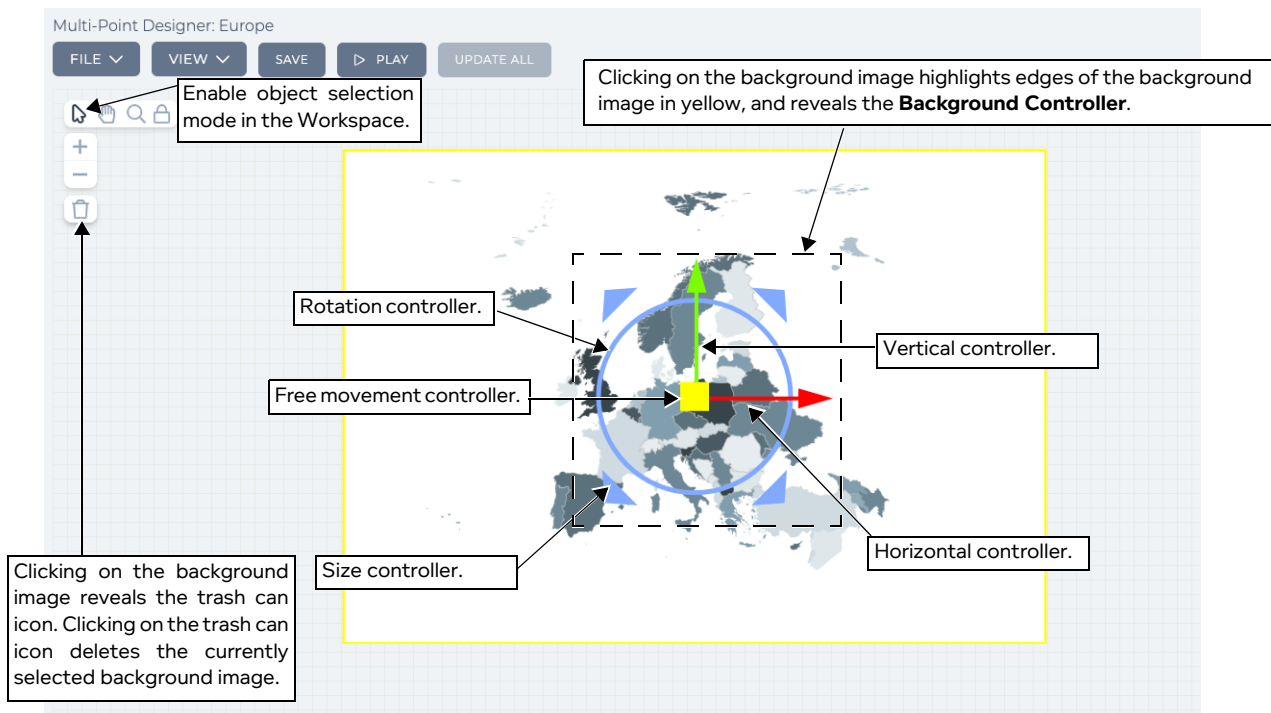 Multi-Point Designer: Europe
FILE VIEW SAVE PLAY UPDATE ALL
Enable object selection
mode in the Workspace.
Clicking on the background image highlights edges of the background
image in yellow, and reveals the Background Controller.
Rotation controller.
Vertical controller.
Free movement controller.
Horizontal controller.
Size controller.
Clicking on the background
image reveals the trash can
icon. Clicking on the trash can
icon deletes the currently
selected background image.